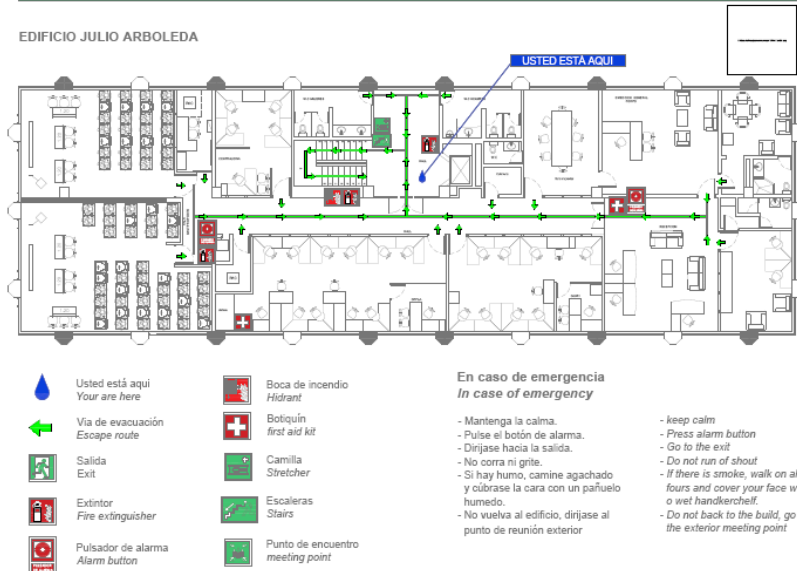 EDIFICIO JULIO ARBOLEDA
USTED ESTÀ AQUI
Usted está aqui
Your are here
Via de evacuación
Escape route
Salida
Exit
Extintor
Fire extinguisher
Pulsador de alarma
Alarm button
Boca de incendio
Hidrant
Botiquín
first aid kit
Camilla
Stretcher
Escaleras
Stairs
Punto de encuentro
meeting point
En caso de emergencia
In case of emergency
- Mantenga la calma.
- Pulse el botón de alarma.
- Dirijase hacia la salida.
- No corra ni grite.
- Si hay humo, camine agachado
y cúbrase la cara con un pañuelo
humedo.
- No vuelva al edificio, dirijase al
punto de reunión exterior
- keep calm
- Press alarm button
- Go to the exit
- Do not run of shout
- If there is smoke, walk on al
fours and cover your face w
o wet handkerchelf.
- Do not back to the build, go
the exterior meeting point